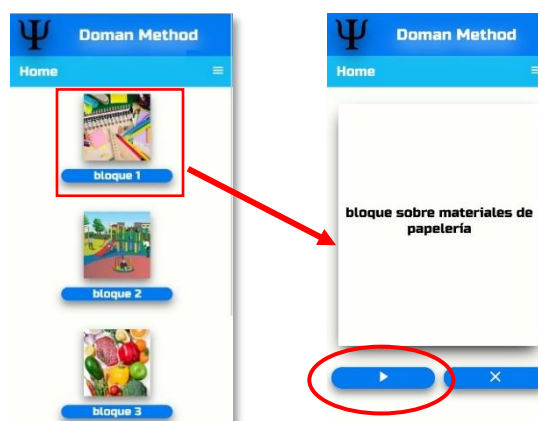 Ψ Doman Method
Home
bloque 1
bloque 2
bloque 3
Ψ Doman Method
Home
bloque sobre materiales de
papelería